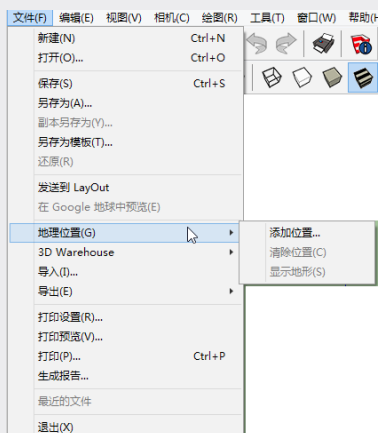 文件(F) 编辑(E) 视图(V) 相机(C) 绘图(R) 工具(T) 窗口(W) 帮助(H
新建(N) Ctrl+N
打开(O)... Ctrl+O
保存(S) Ctrl+S
另存为(A)...
副本另存为(Y)...
另存为模板(T)...
还原(R)
发送到 LayOut
在 Google 地球中预览(E)
地理位置(G)
添加位置...
3D Warehouse
清除位置(C)
导入(I)...
显示地形(S)
导出(E)
打印设置(R)...
打印预览(V)...
打印(P)... Ctrl+P
生成报告...
最近的文件
退出(X)